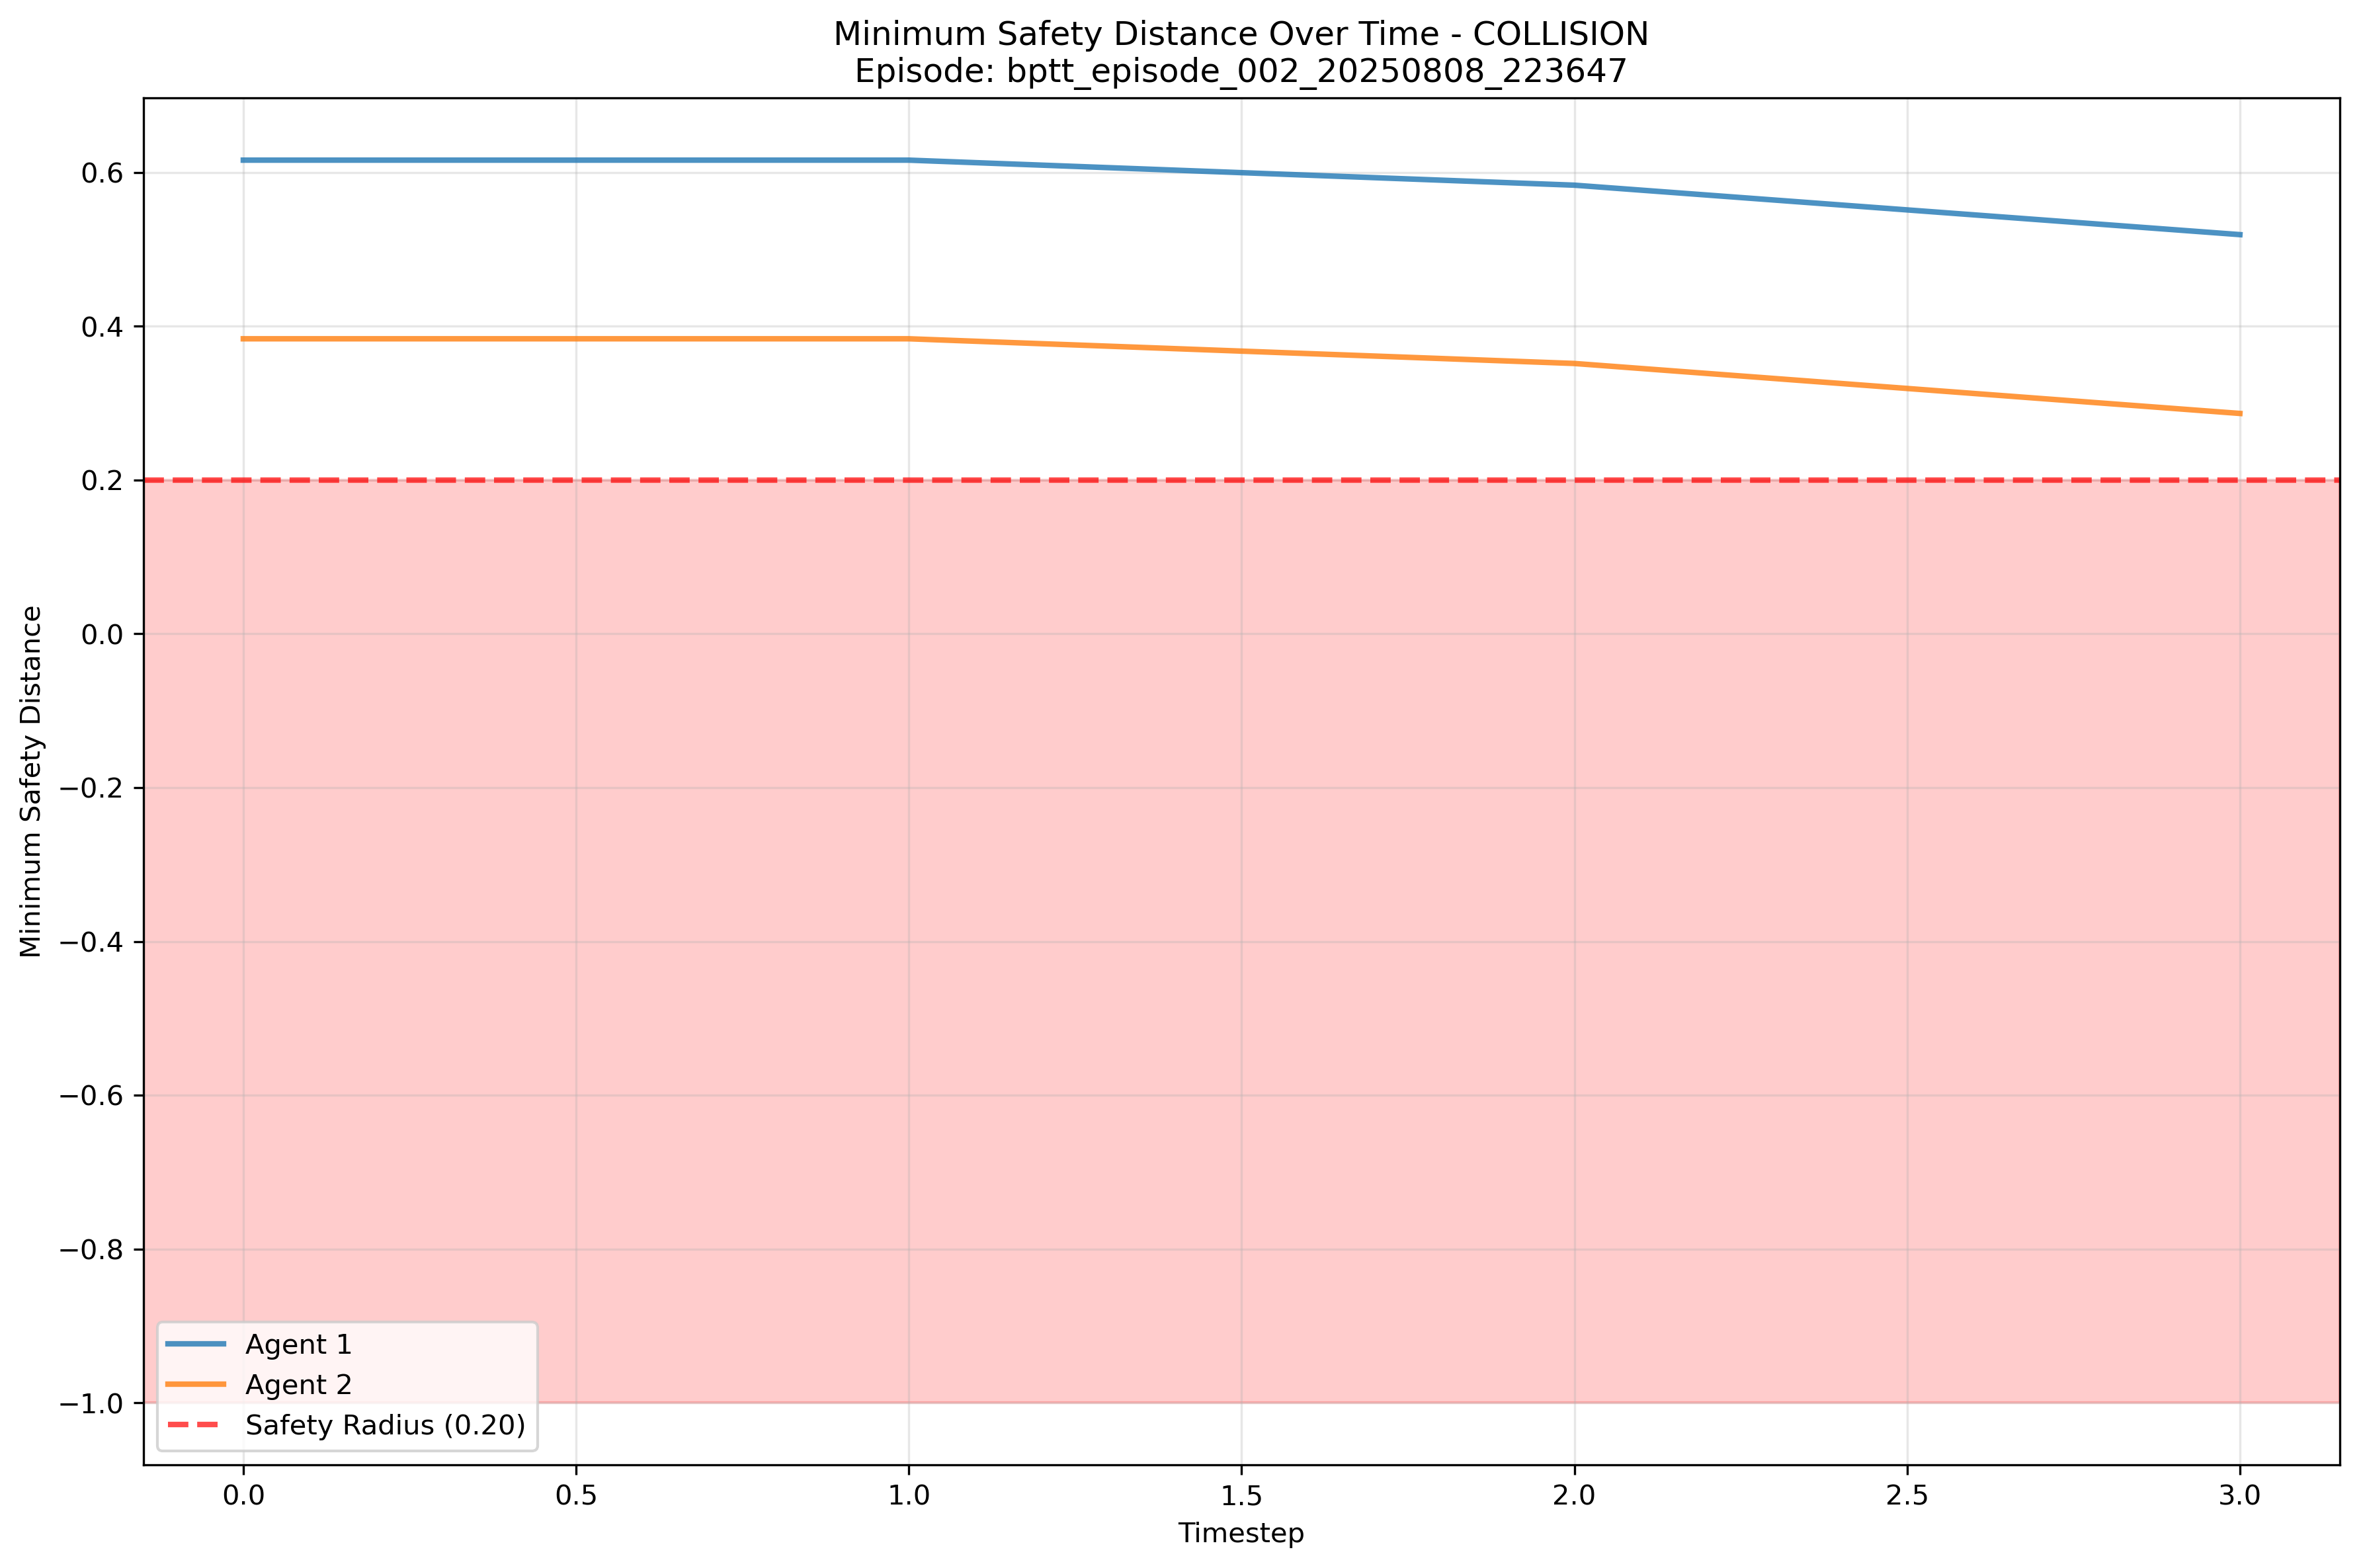 Minimum Safety Distance Over Time - COLLISION
Episode: bptt_episode_002_20250808_223647
Minimum Safety Distance
0.6
0.4
0.2
0.0
−0.2
−0.4
−0.6
−0.8
−1.0
Agent 1
Agent 2
Safety Radius (0.20)
0.0 0.5 1.0 1.5 2.0 2.5 3.0
Timestep